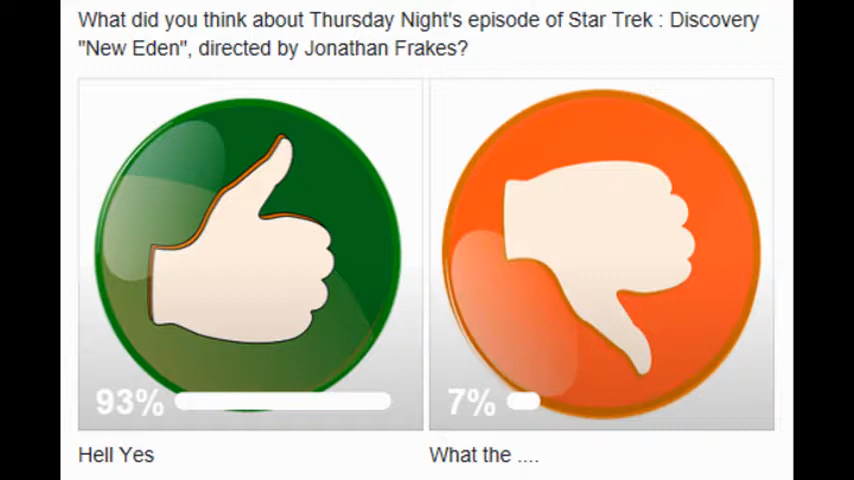 What did you think about Thursday Night's episode of Star Trek : Discovery
"New Eden", directed by Jonathan Frakes?
93%
7%
Hell Yes
What the ....